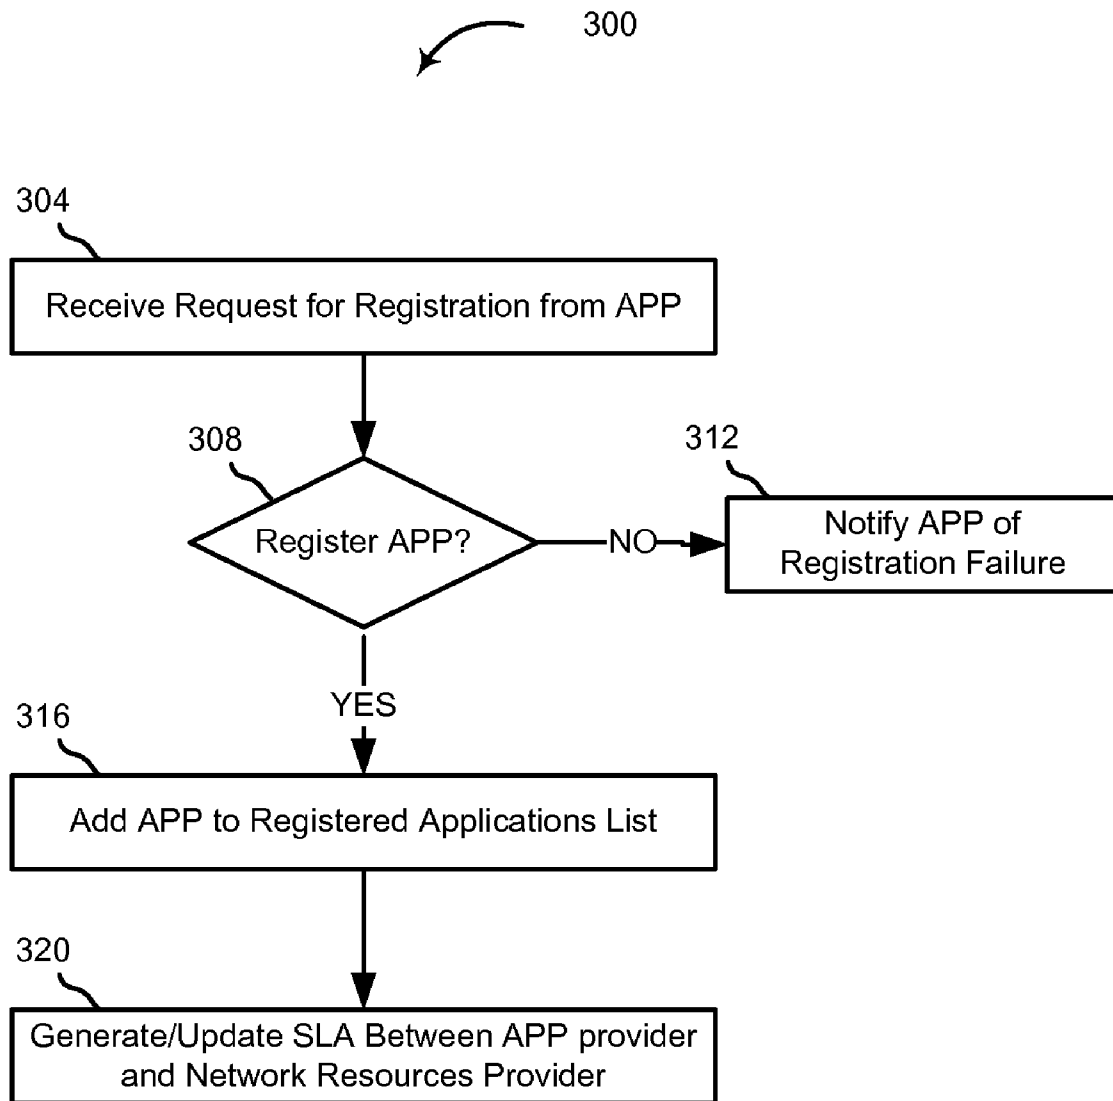 300
304
Receive Request for Registration from APP
308
Register APP?
NO
312
Notify APP of
Registration Failure
YES
316
Add APP to Registered Applications List
320
Generate/Update SLA Between APP provider
and Network Resources Provider